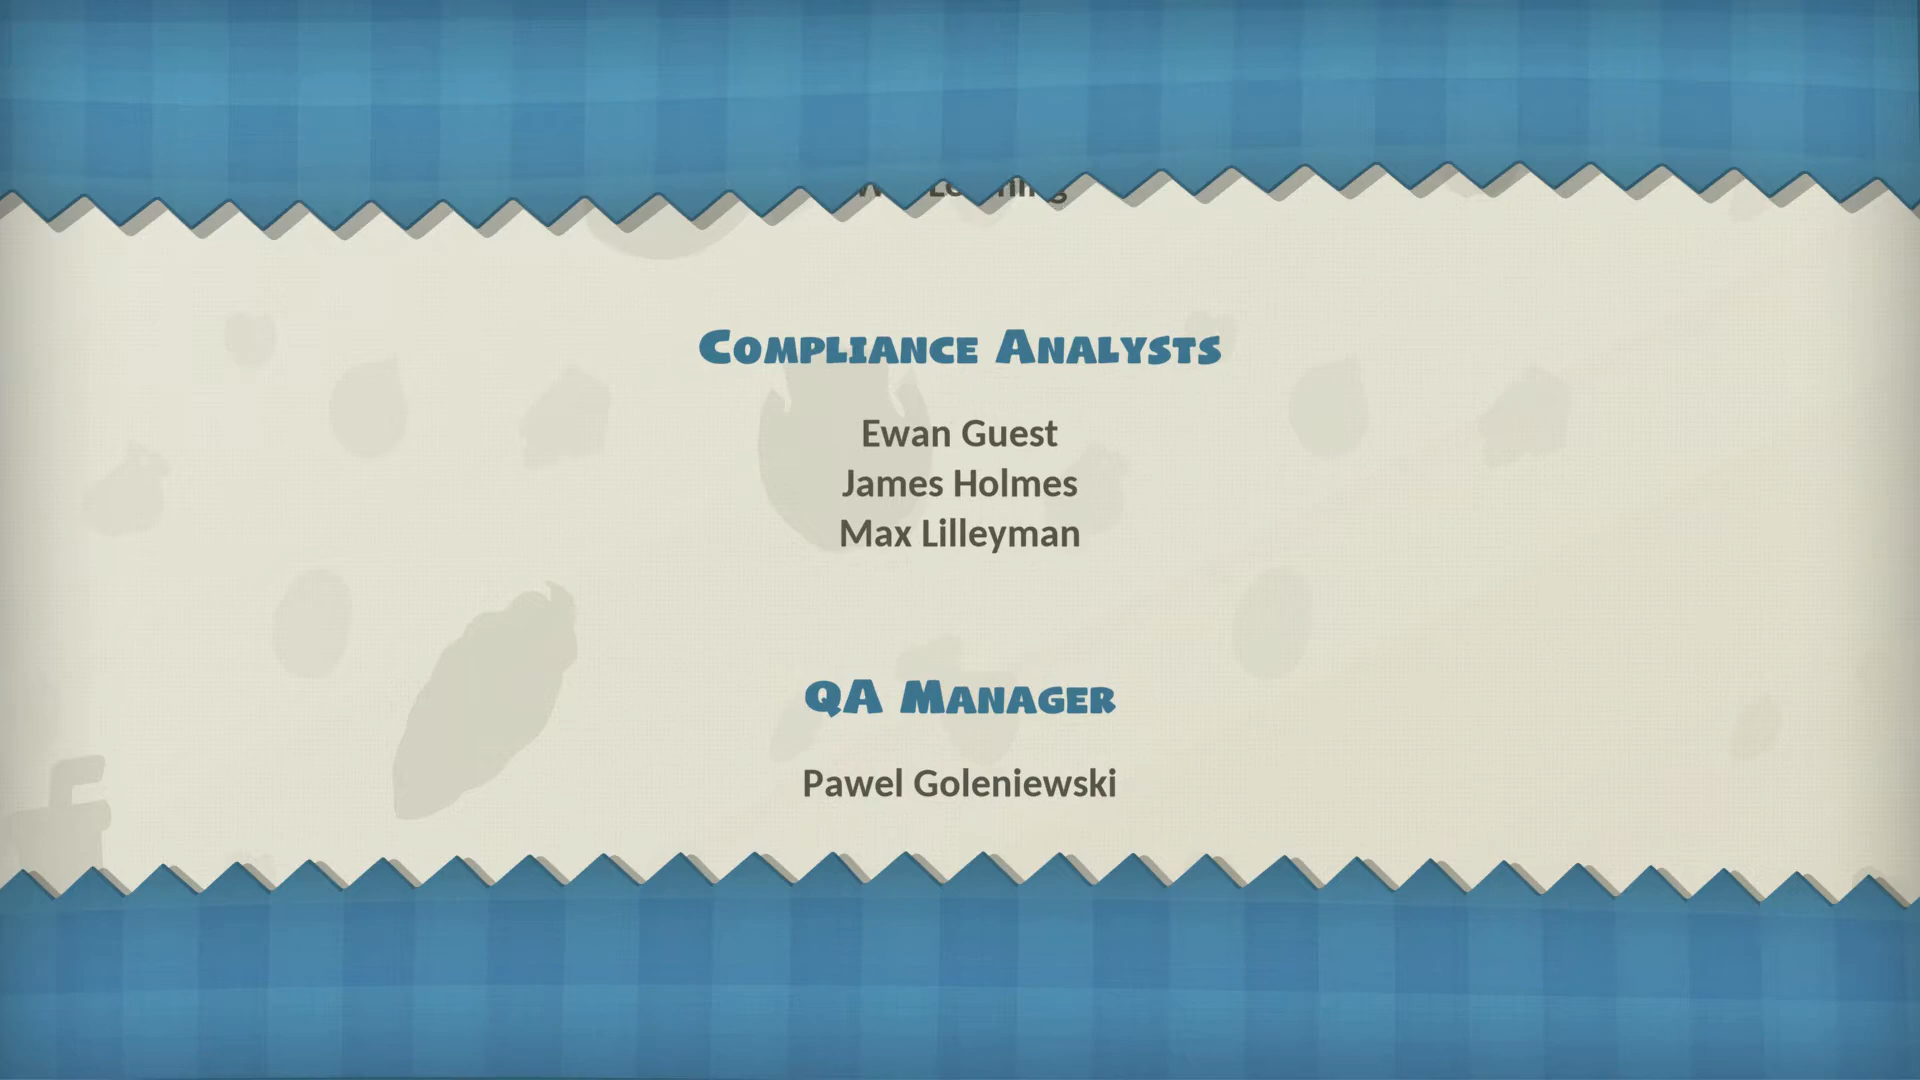 Compliance Analysts
Ewan Guest
James Holmes
Max Lilleyman
QA Manager
Pawel Goleniewski